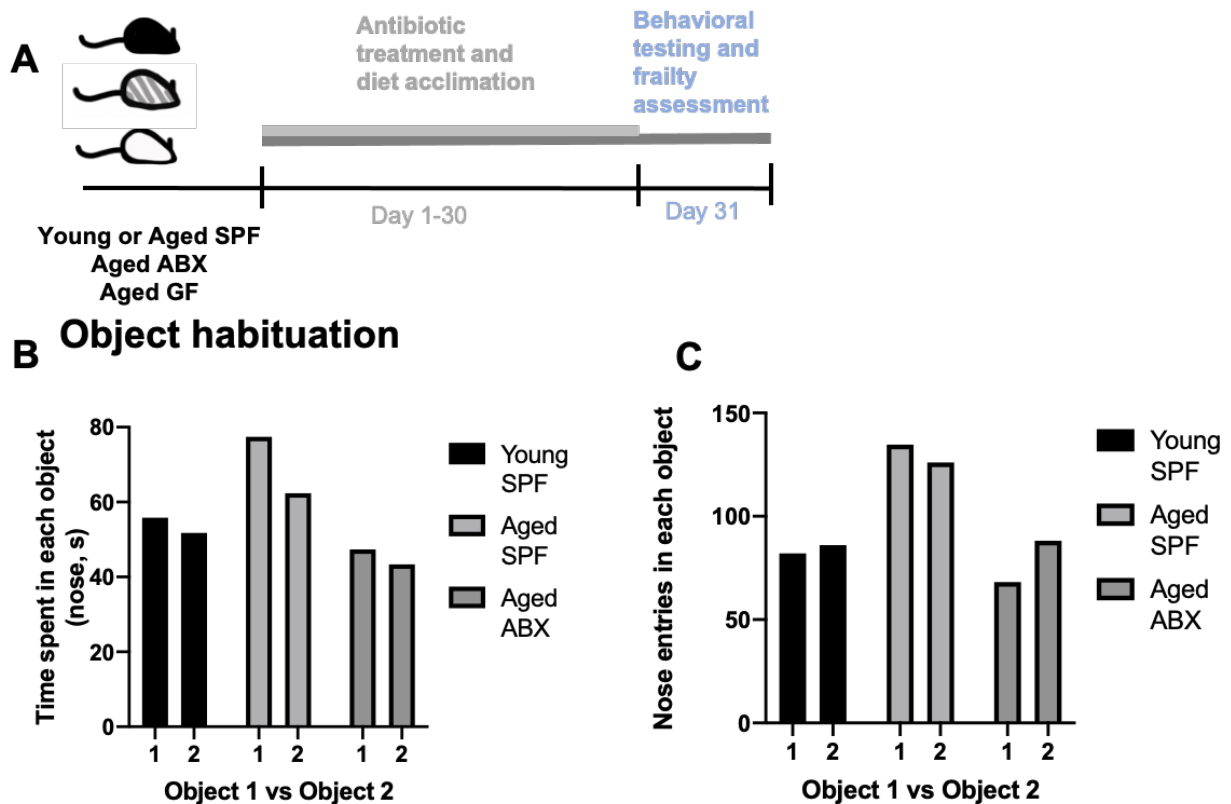 A
Antibiotic
treatment and
diet acclimation
Behavioral
testing and
frailty
assessment
Day 1-30
Day 31
Young or Aged SPF
Aged ABX
Aged GF
Object habituation
B
Time spent in each object
(nose, s)
80
60
40
20
0
1 2 1 2 1 2
Object 1 vs Object 2
Young
SPF
Aged
SPF
Aged
ABX
C
Nose entries in each object
150
100
50
0
1 2 1 2 1 2
Object 1 vs Object 2
Young
SPF
Aged
SPF
Aged
ABX